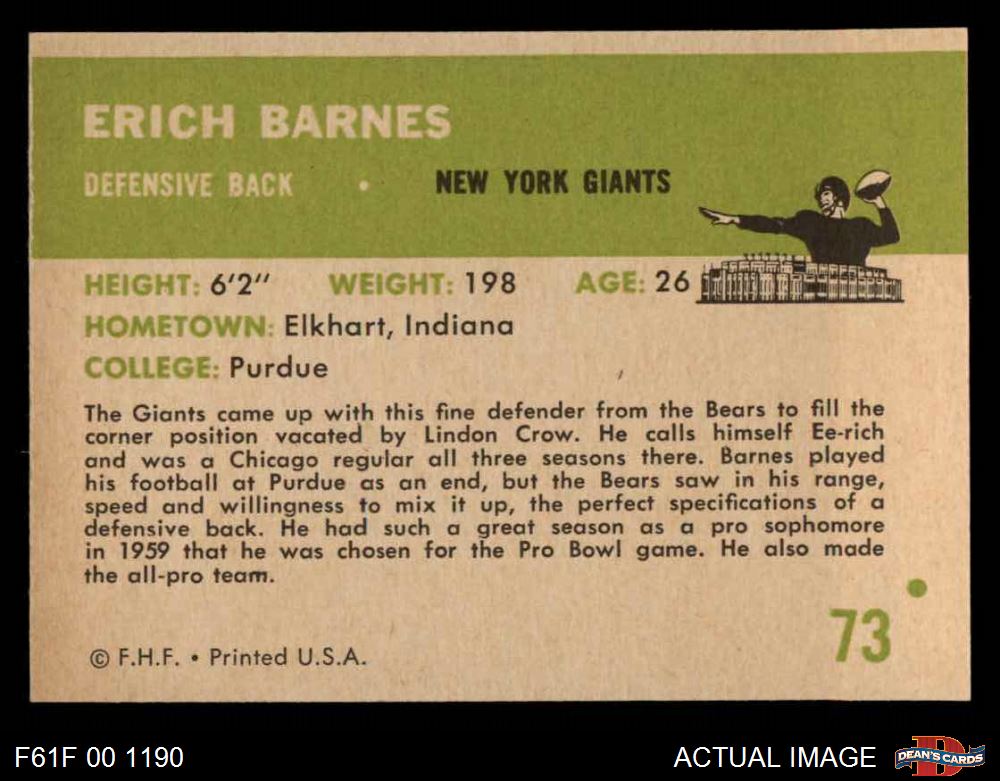 ERICH BARNES
DEFENSIVE BACK • NEW YORK GIANTS
HEIGHT: 6'2" WEIGHT: 198 AGE: 26
HOMETOWN: Elkhart, Indiana
COLLEGE: Purdue
The Giants came up with this fine defender from the Bears to fill the
corner position vacated by Lindon Crow. He calls himself Ee-rich
and was a Chicago regular all three seasons there. Barnes played
his football at Purdue as an end, but the Bears saw in his range,
speed and willingness to mix it up, the perfect specifications of a
defensive back. He had such a great season as a pro sophomore
in 1959 that he was chosen for the Pro Bowl game. He also made
the all-pro team.
73
© F.H.F. • Printed U.S.A.
F61F 00 1190 ACTUAL IMAGE D DEAN'S CARDS